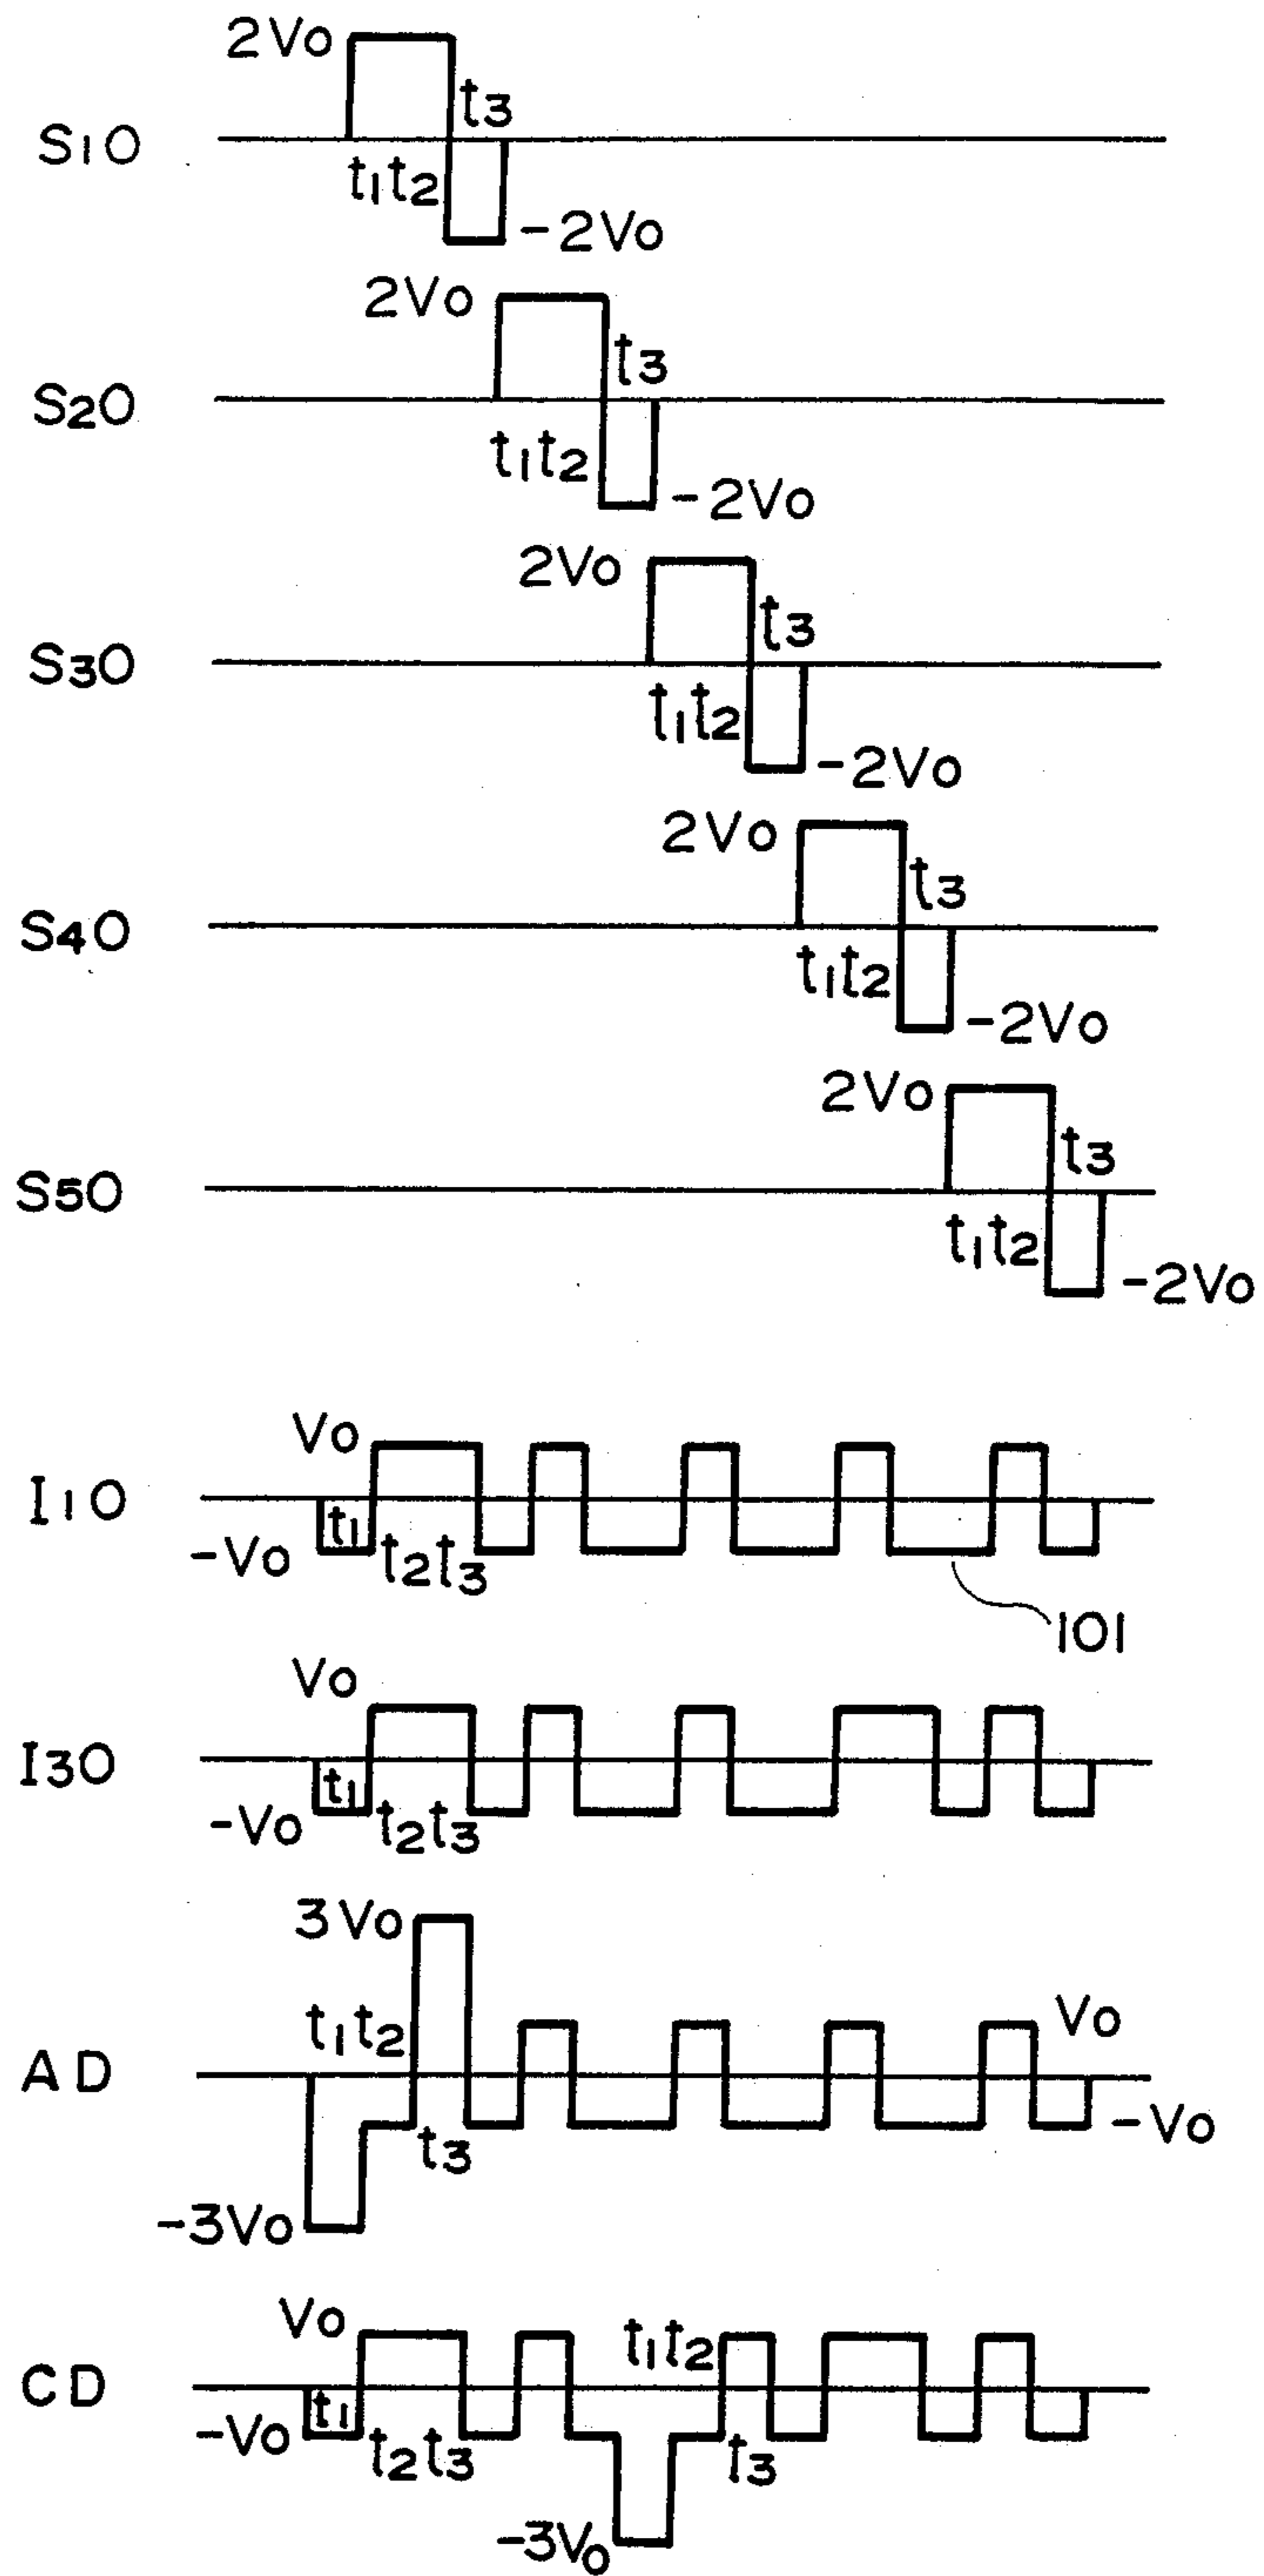 2Vo
t3
S1O
t1t2
-2Vo
2Vo
t3
S2O
t1t2
-2Vo
2Vo
t3
S3O
t1t2
-2Vo
2Vo
t3
S4O
t1t2
-2Vo
2Vo
t3
S5O
t1t2
-2Vo
Vo
I1O
t1
-Vo
t2t3
101
Vo
I3O
t1
-Vo
t2t3
3Vo
t1t2
Vo
AD
t3
-Vo
-3Vo
Vo
t1t2
CD
t1
-Vo
t2t3
t3
-3Vo